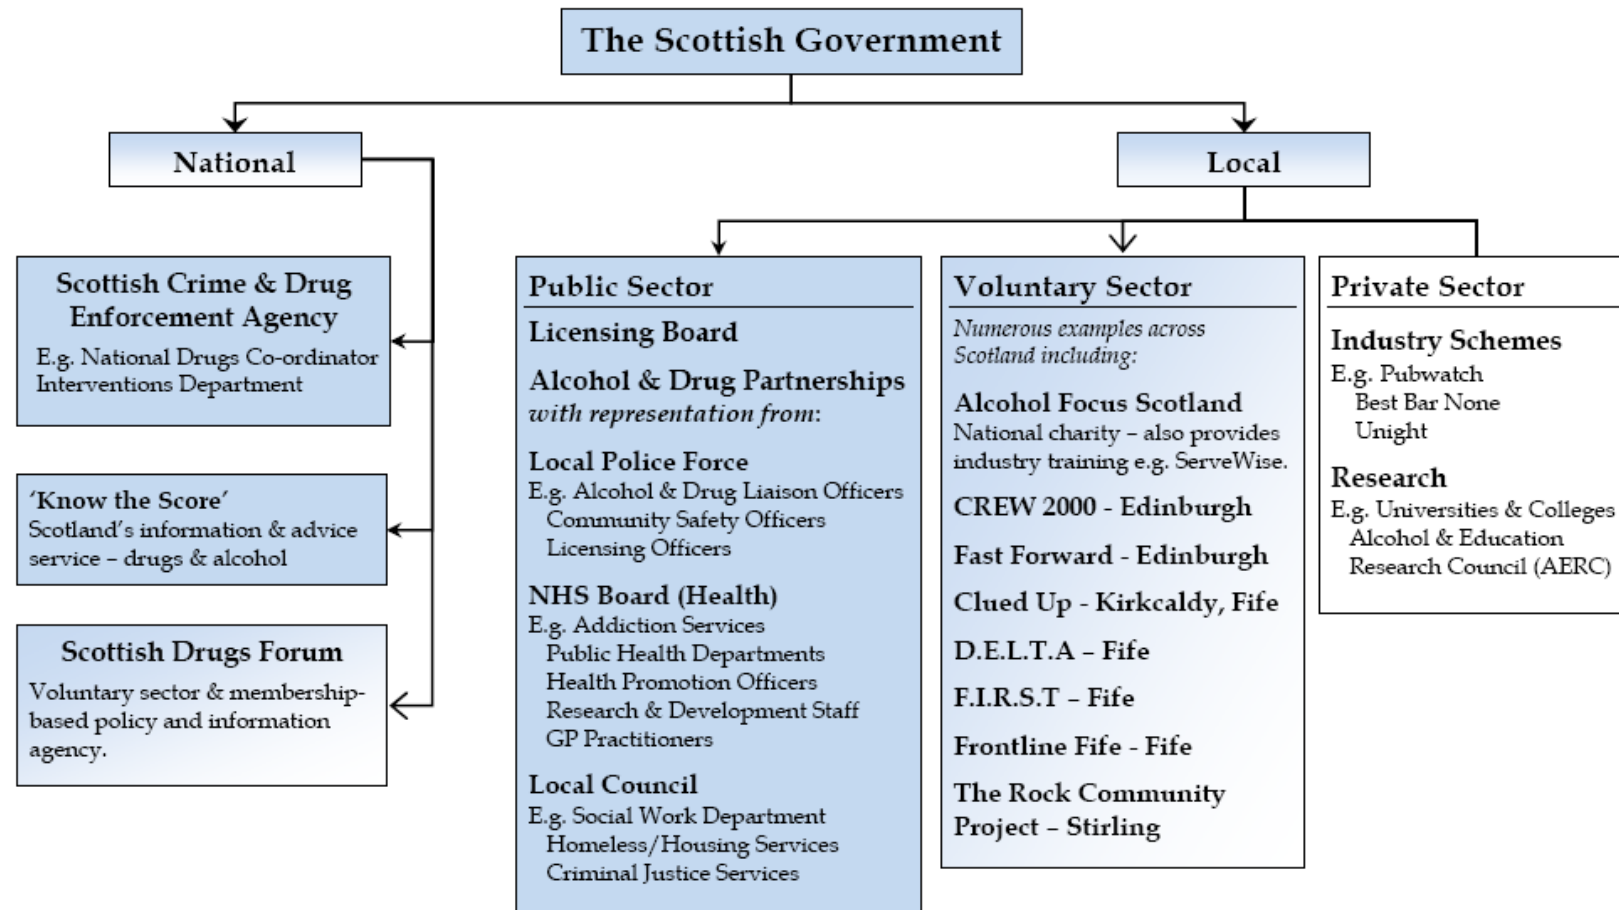 The Scottish Government
National
Local
Scottish Crime & Drug
Enforcement Agency
E.g. National Drugs Co-ordinator
Interventions Department
‘Know the Score’
Scotland’s information & advice
service – drugs & alcohol
Scottish Drugs Forum
Voluntary sector & membership-
based policy and information
agency.
Public Sector
Licensing Board
Alcohol & Drug Partnerships
with representation from:
Local Police Force
E.g. Alcohol & Drug Liaison Officers
Community Safety Officers
Licensing Officers
NHS Board (Health)
E.g. Addiction Services
Public Health Departments
Health Promotion Officers
Research & Development Staff
GP Practitioners
Local Council
E.g. Social Work Department
Homeless/Housing Services
Criminal Justice Services
Voluntary Sector
Numerous examples across
Scotland including:
Alcohol Focus Scotland
National charity – also provides
industry training e.g. ServeWise.
CREW 2000 - Edinburgh
Fast Forward - Edinburgh
Clued Up - Kirkcaldy, Fife
D.E.L.T.A – Fife
F.I.R.S.T – Fife
Frontline Fife - Fife
The Rock Community
Project – Stirling
Private Sector
Industry Schemes
E.g. Pubwatch
Best Bar None
Unight
Research
E.g. Universities & Colleges
Alcohol & Education
Research Council (AERC)